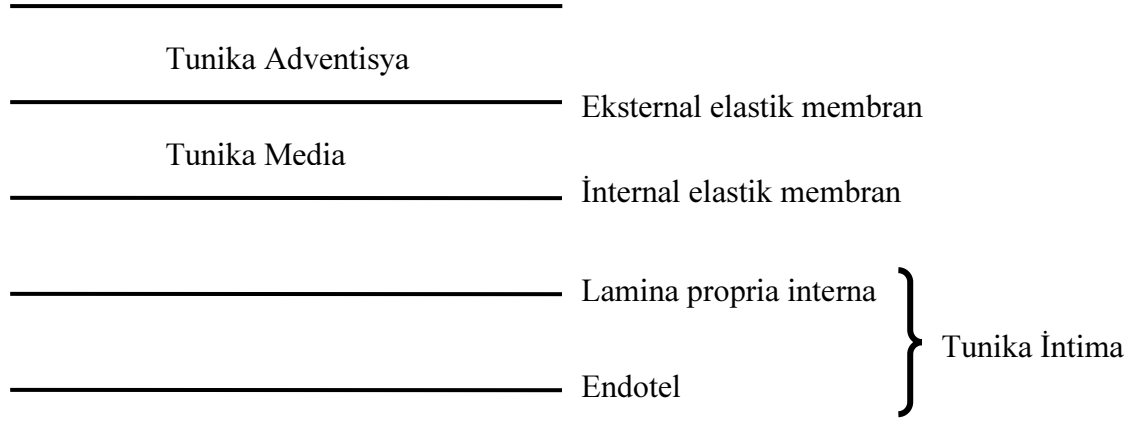 Tunika Adventisya
Eksternal elastik membran
Tunika Media
İnternal elastik membran
Lamina propria interna
Tunika İntima
Endotel